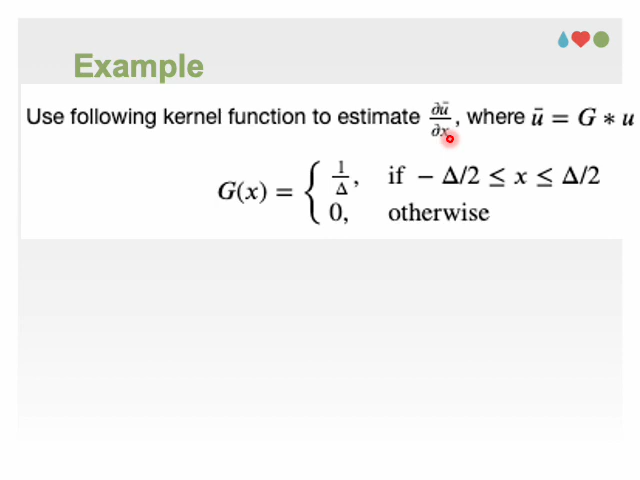 Example
Use following kernel function to estimate ∂ū/∂x, where ū = G * u
G(x) = { 1/Δ, if − Δ/2 ≤ x ≤ Δ/2
0, otherwise